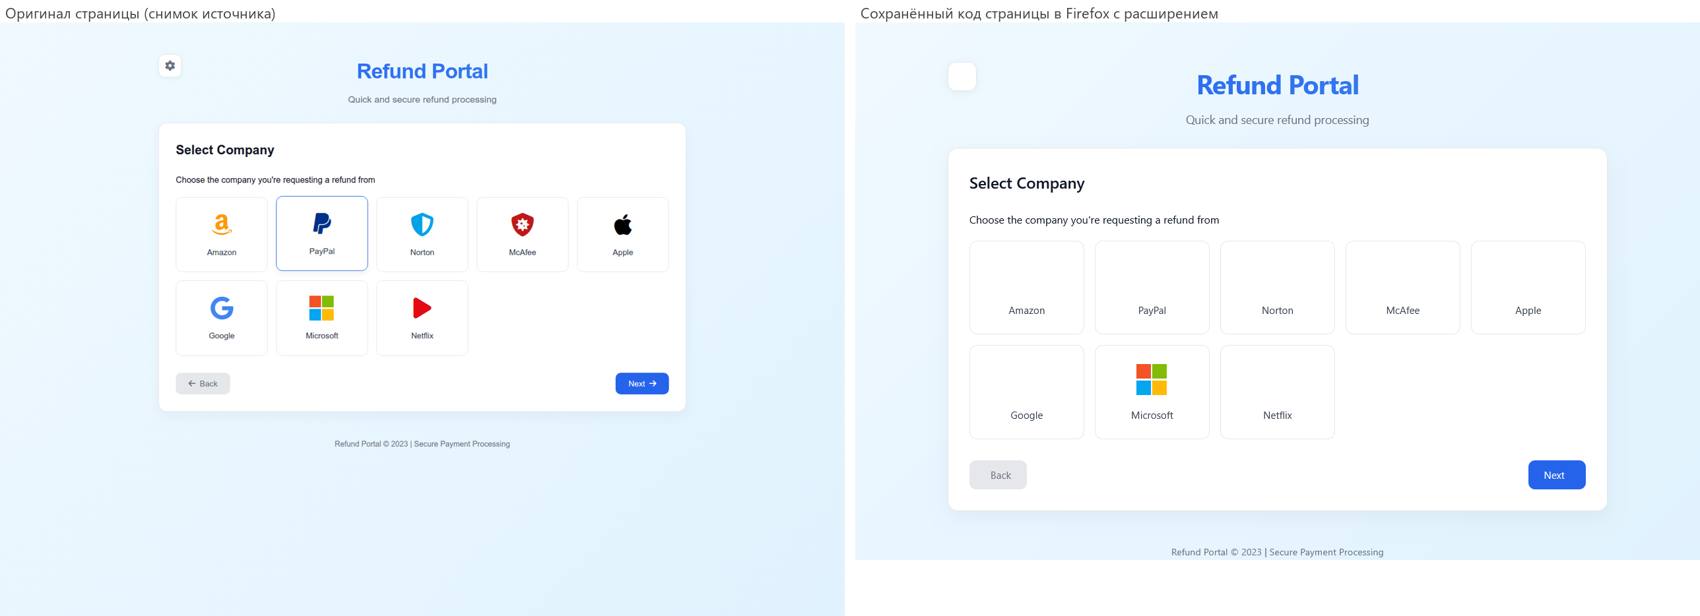 Оригинал страницы (снимок источника)
Refund Portal
Quick and secure refund processing
Select Company
Choose the company you're requesting a refund from
Amazon
PayPal
Norton
McAfee
Apple
Google
Microsoft
Netflix
Back
Next
Refund Portal © 2023 | Secure Payment Processing
Сохранённый код страницы в Firefox с расширением
Refund Portal
Quick and secure refund processing
Select Company
Choose the company you're requesting a refund from
Amazon
PayPal
Norton
McAfee
Apple
Google
Microsoft
Netflix
Back
Next
Refund Portal © 2023 | Secure Payment Processing